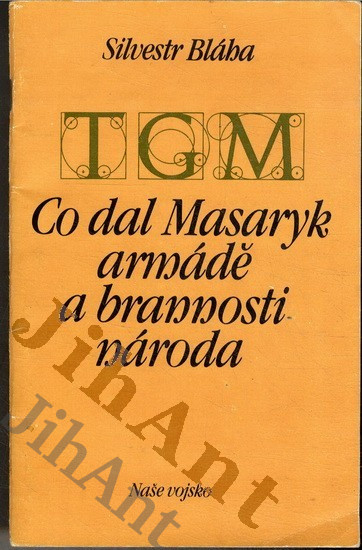 Silvestr Bláha
TGM
Co dal Masaryk
armádě
a brannosti
národa
JihAnt
JihAnt
Naše vojsko